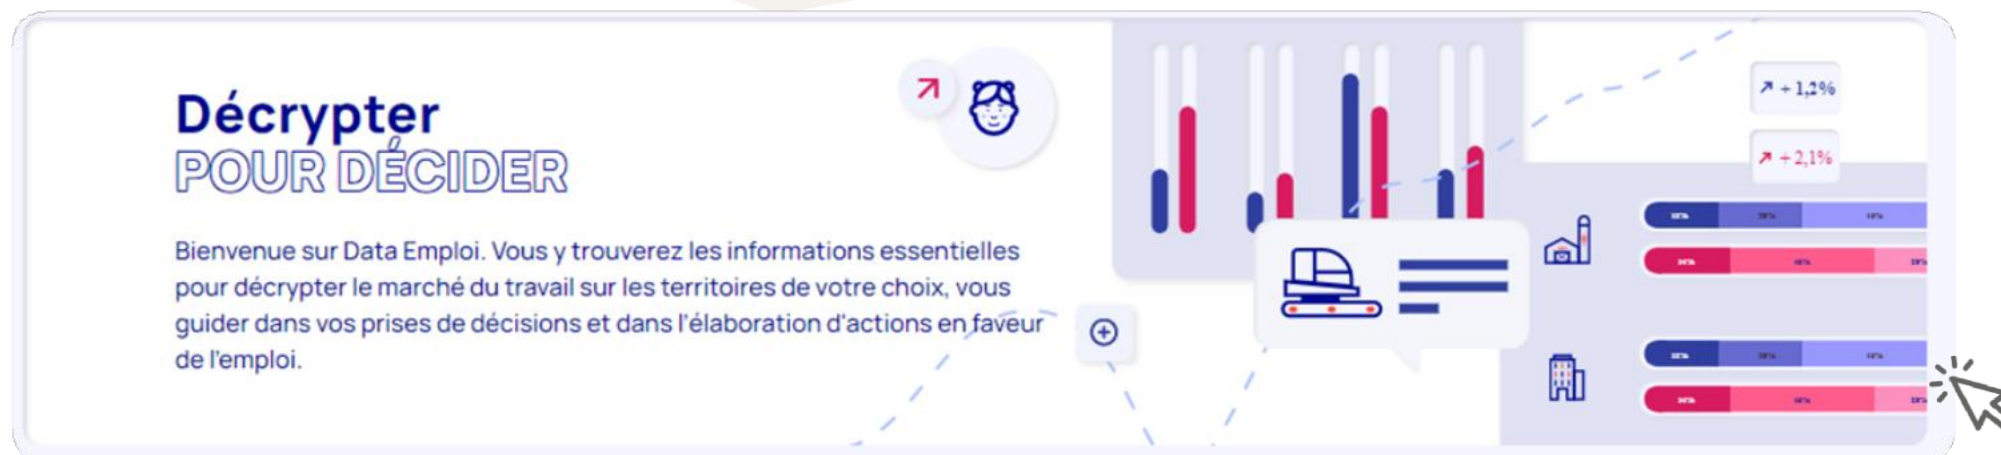 Décrypter
POUR DÉCIDER
Bienvenue sur Data Emploi. Vous y trouverez les informations essentielles
pour décrypter le marché du travail sur les territoires de votre choix, vous
guider dans vos prises de décisions et dans l'élaboration d'actions en faveur
de l'emploi.
+ 1,2%
+ 2,1%